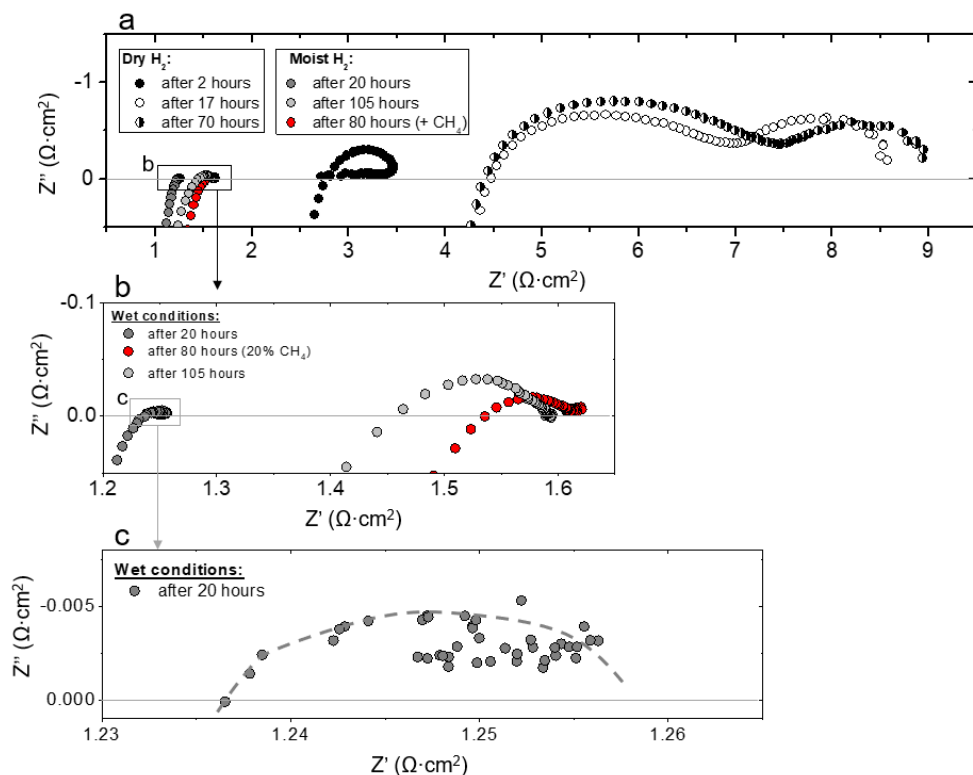 a
Dry H₂:
after 2 hours
after 17 hours
after 70 hours
Moist H₂:
after 20 hours
after 105 hours
after 80 hours (+ CH₄)
-1
0
Z'' (Ω·cm²)
b
1 2 3 4 5 6 7 8 9
Z' (Ω·cm²)
b
-0.1
0.0
Z'' (Ω·cm²)
Wet conditions:
after 20 hours
after 80 hours (20% CH₄)
after 105 hours
c
1.2 1.3 1.4 1.5 1.6
Z' (Ω·cm²)
c
Wet conditions:
after 20 hours
-0.005
0.000
Z'' (Ω·cm²)
1.23 1.24 1.25 1.26
Z' (Ω·cm²)